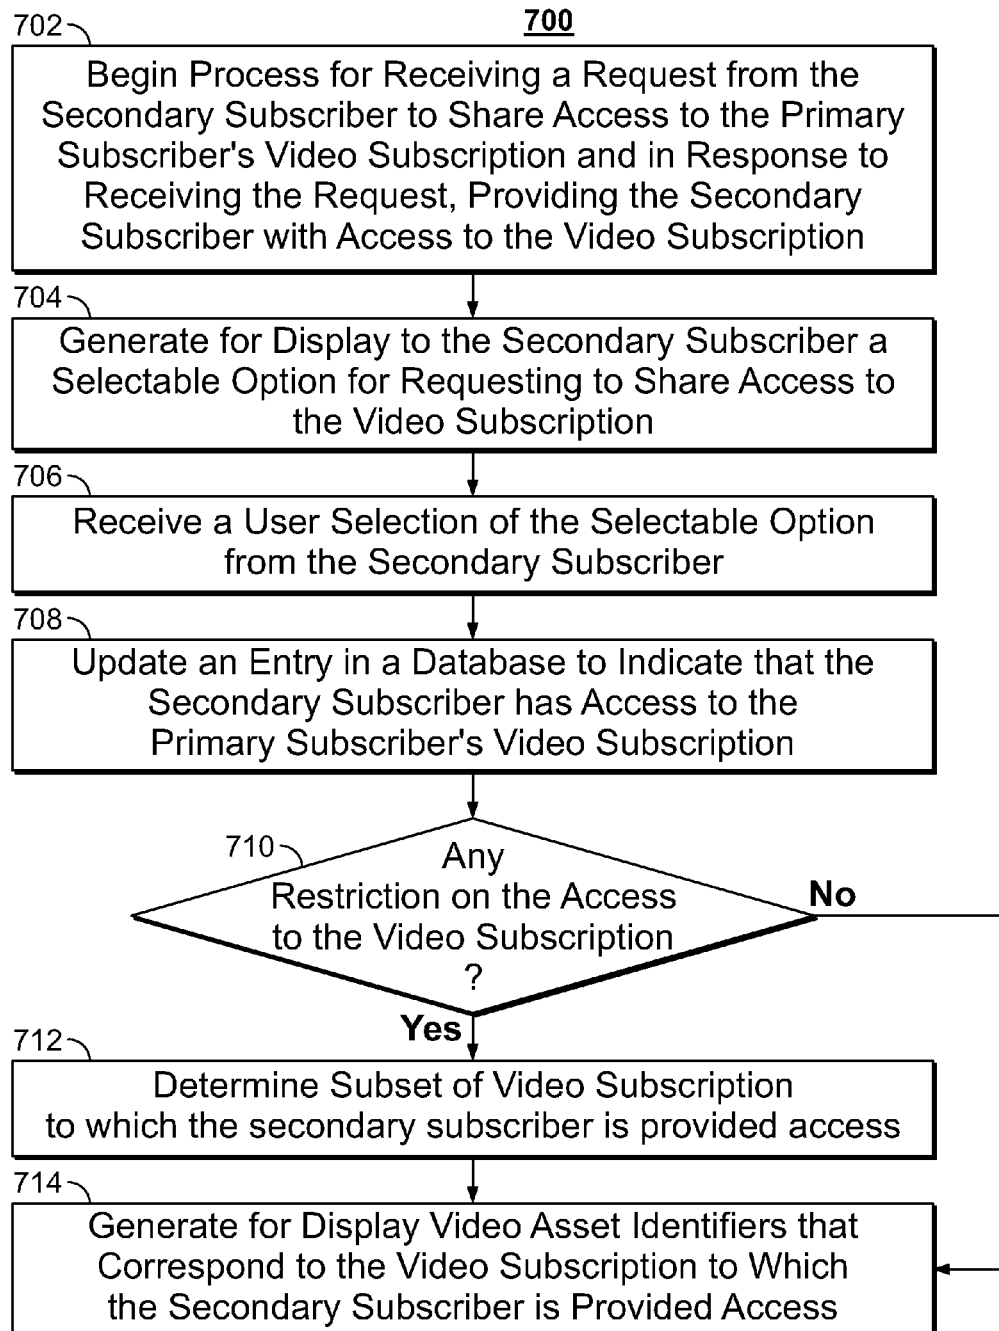 700
702
Begin Process for Receiving a Request from the
Secondary Subscriber to Share Access to the Primary
Subscriber's Video Subscription and in Response to
Receiving the Request, Providing the Secondary
Subscriber with Access to the Video Subscription
704
Generate for Display to the Secondary Subscriber a
Selectable Option for Requesting to Share Access to
the Video Subscription
706
Receive a User Selection of the Selectable Option
from the Secondary Subscriber
708
Update an Entry in a Database to Indicate that the
Secondary Subscriber has Access to the
Primary Subscriber's Video Subscription
710
Any
Restriction on the Access
to the Video Subscription
?
No
Yes
712
Determine Subset of Video Subscription
to which the secondary subscriber is provided access
714
Generate for Display Video Asset Identifiers that
Correspond to the Video Subscription to Which
the Secondary Subscriber is Provided Access